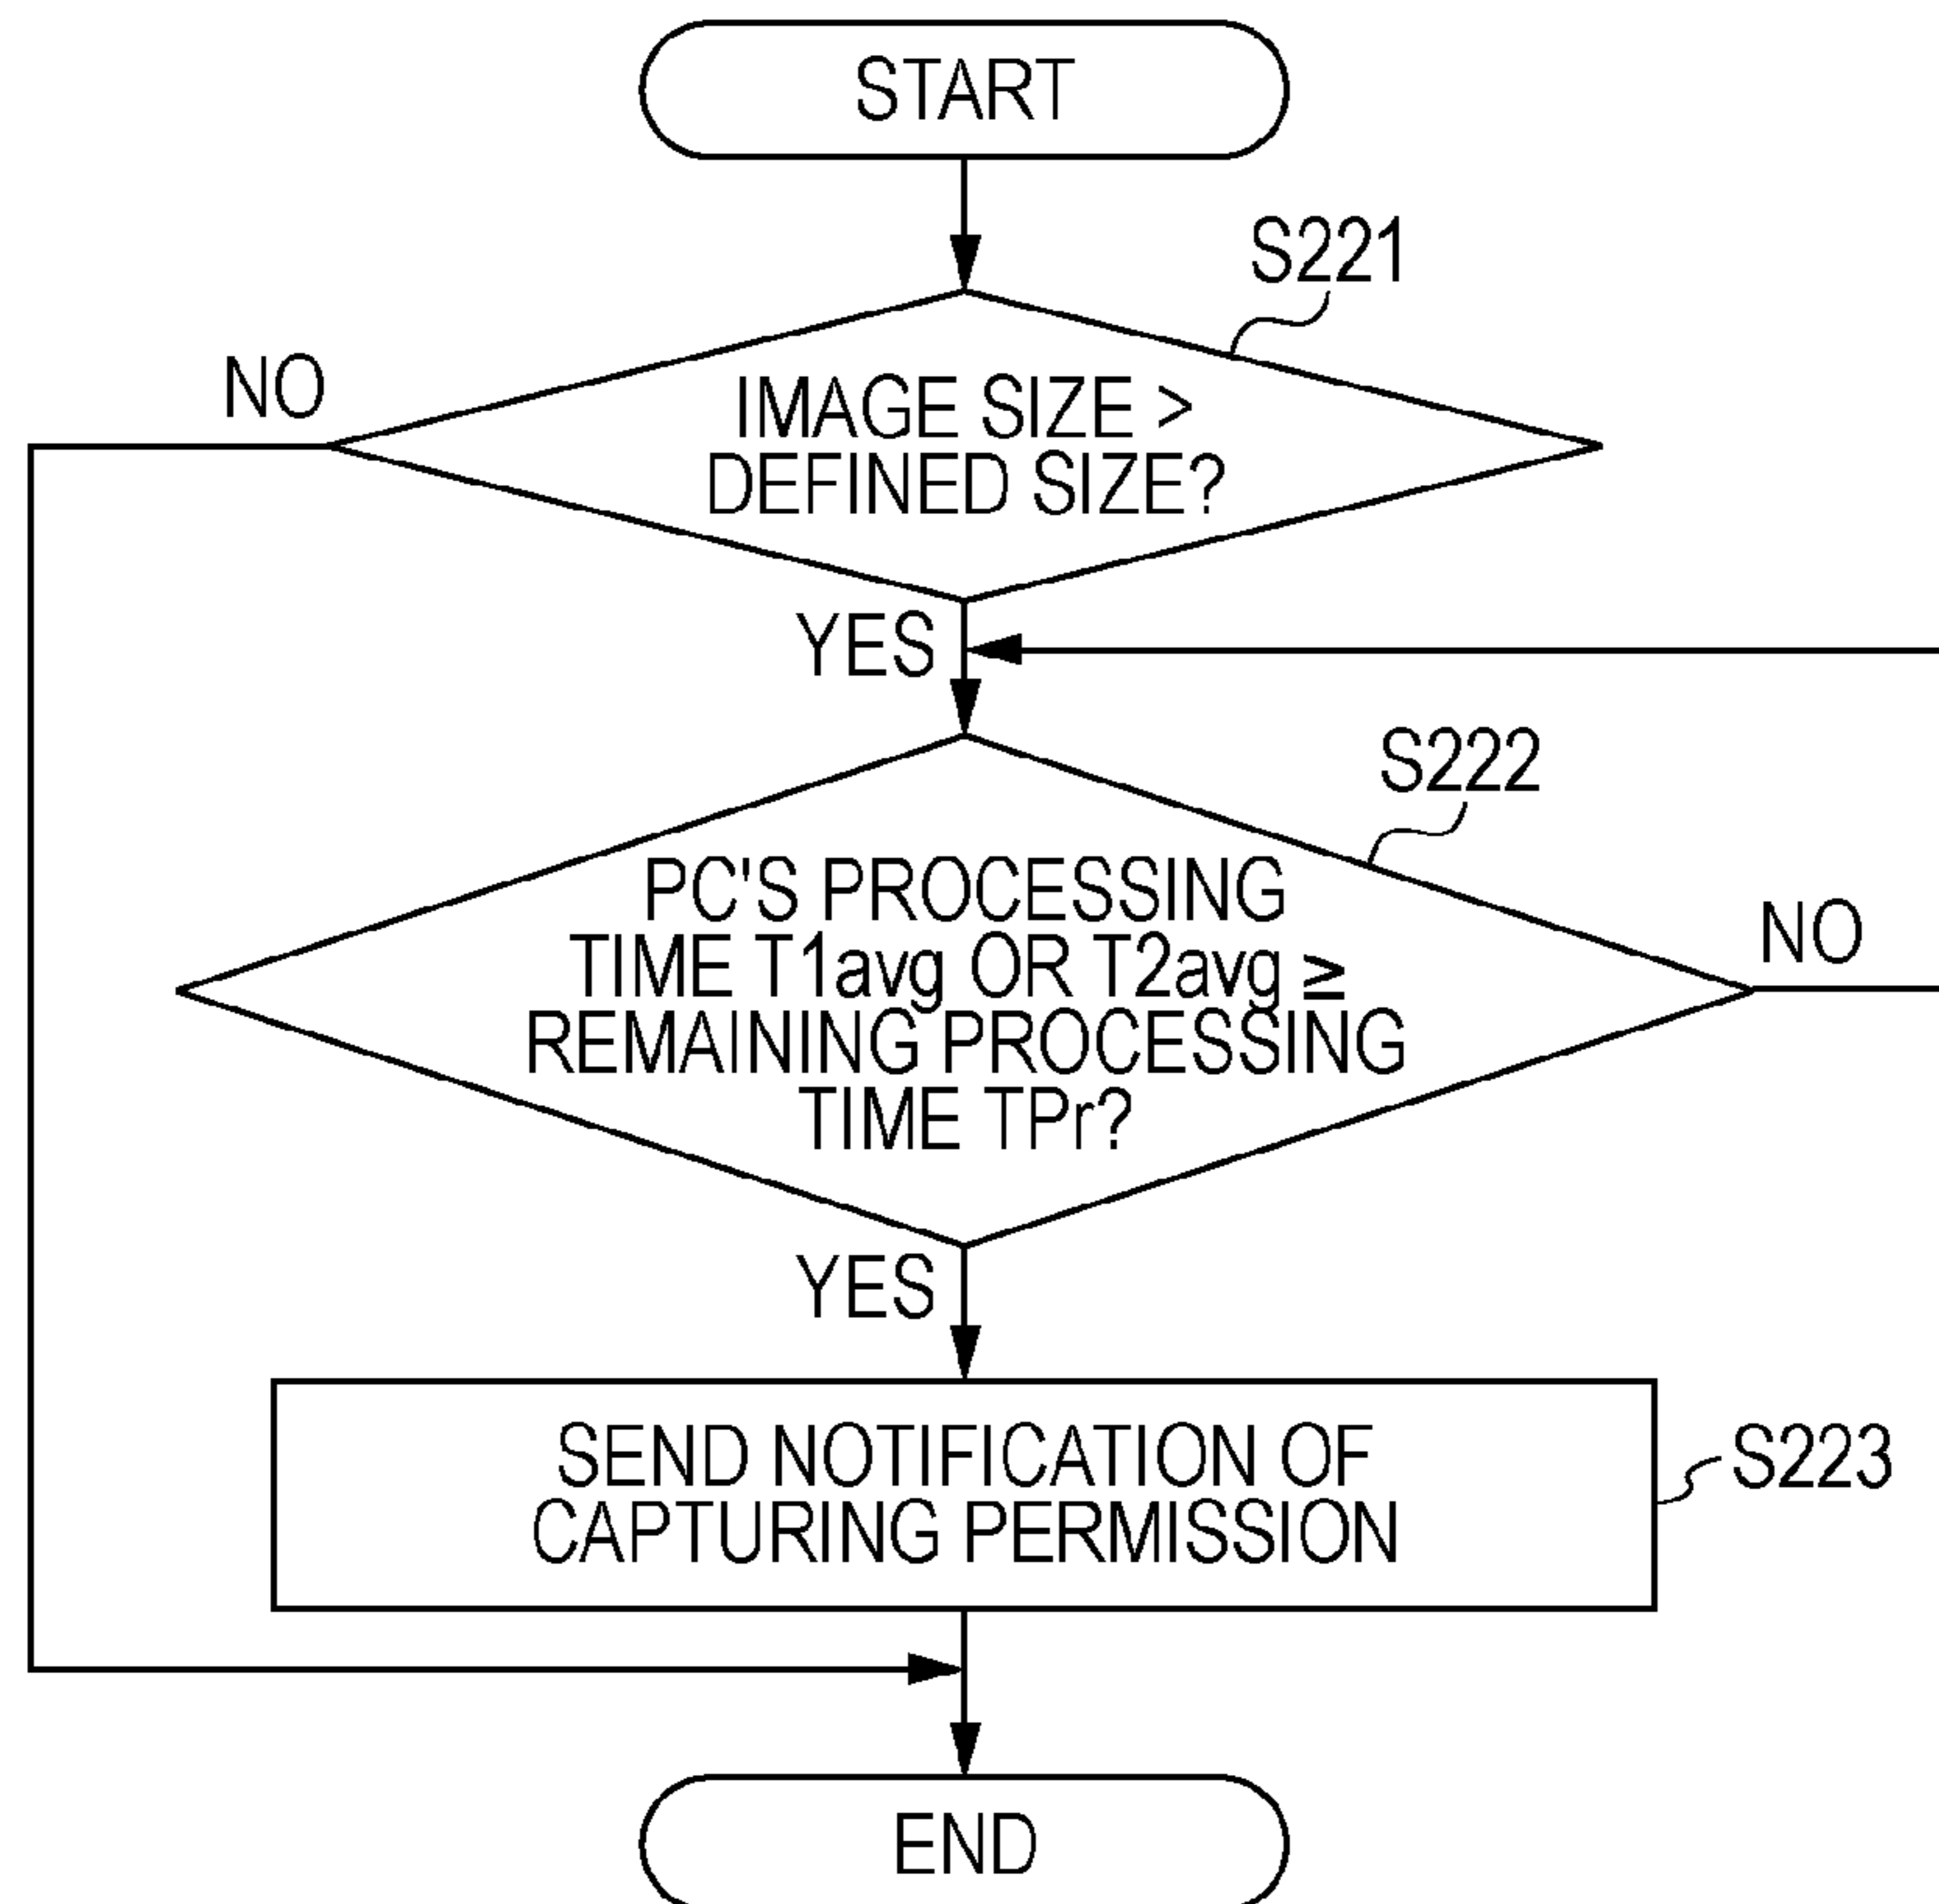 START
S221
NO
IMAGE SIZE >
DEFINED SIZE?
YES
S222
PC'S PROCESSING
TIME T1avg OR T2avg ≥
REMAINING PROCESSING
TIME TPr?
NO
YES
SEND NOTIFICATION OF
CAPTURING PERMISSION
S223
END